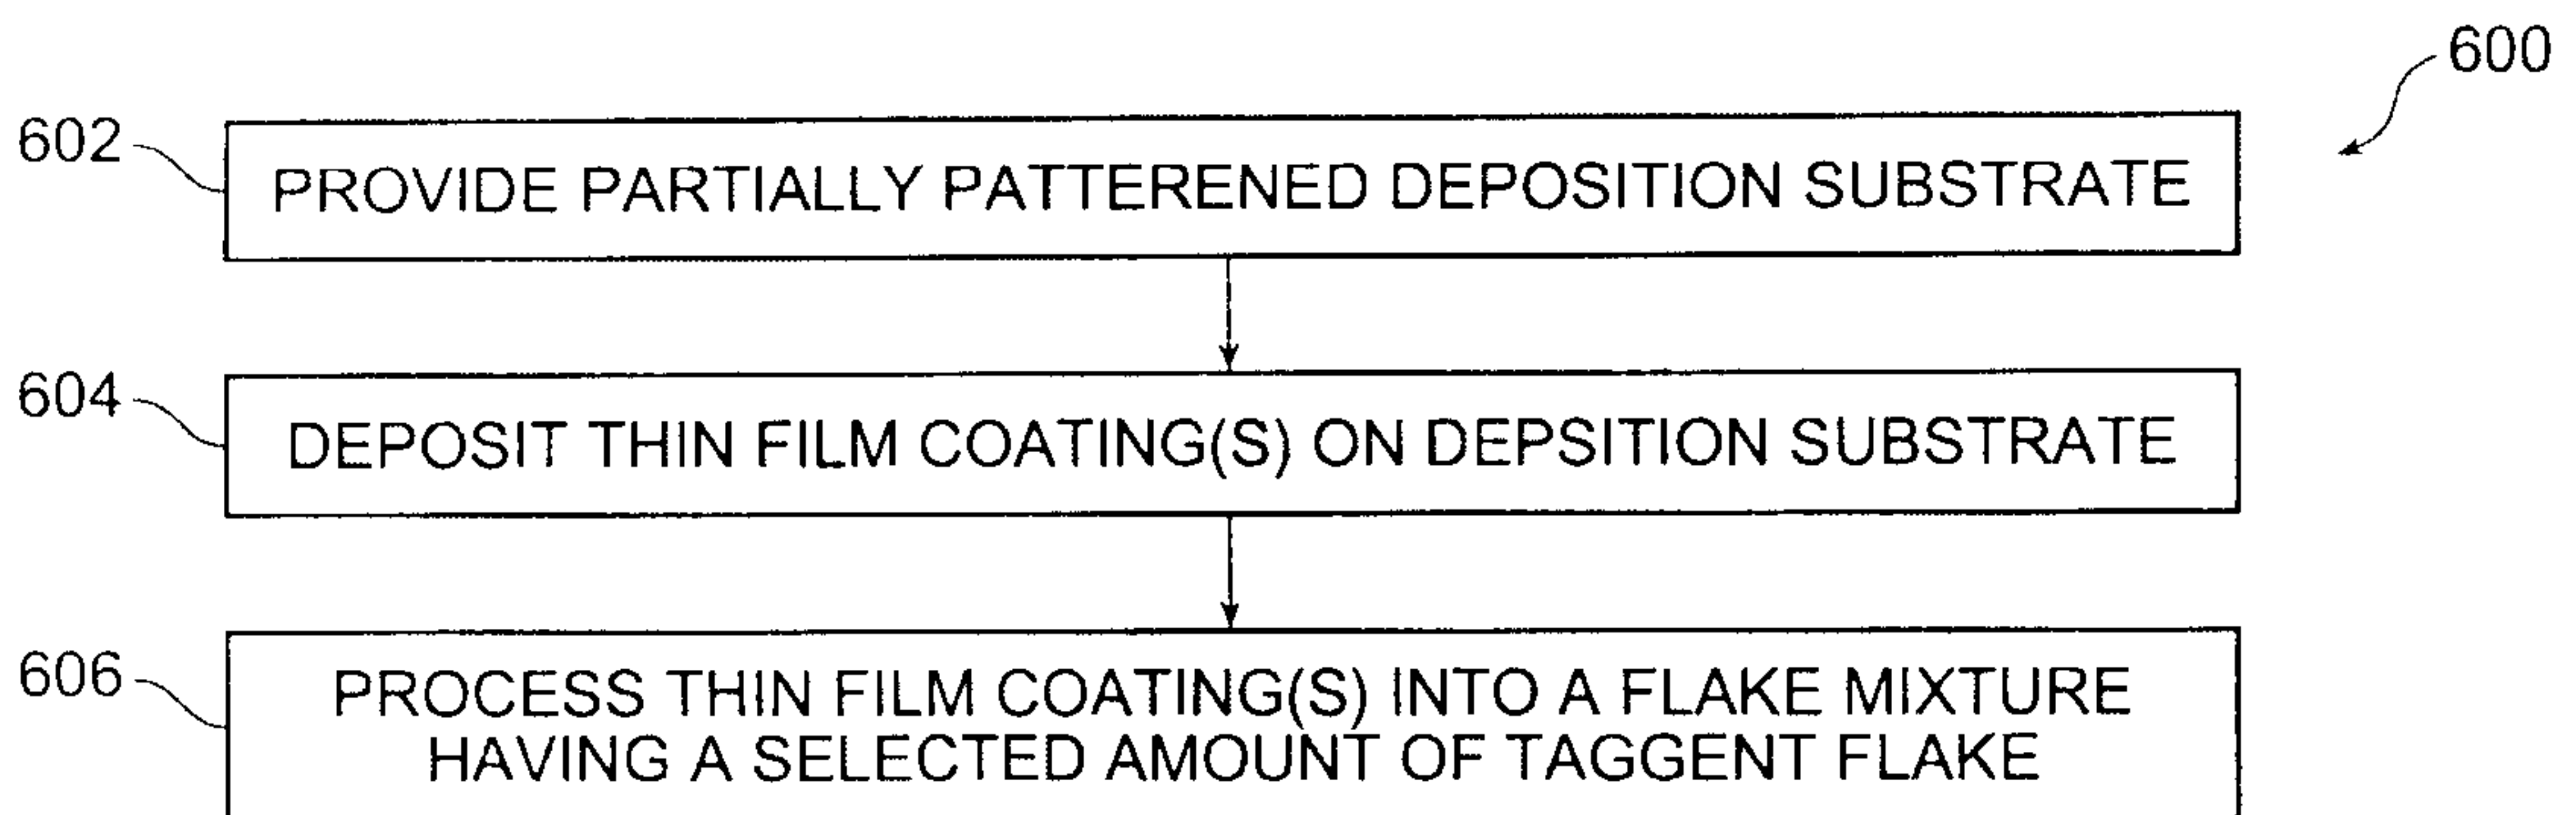 600
602
PROVIDE PARTIALLY PATTERENED DEPOSITION SUBSTRATE
604
DEPOSIT THIN FILM COATING(S) ON DEPSITION SUBSTRATE
606
PROCESS THIN FILM COATING(S) INTO A FLAKE MIXTURE
HAVING A SELECTED AMOUNT OF TAGGENT FLAKE